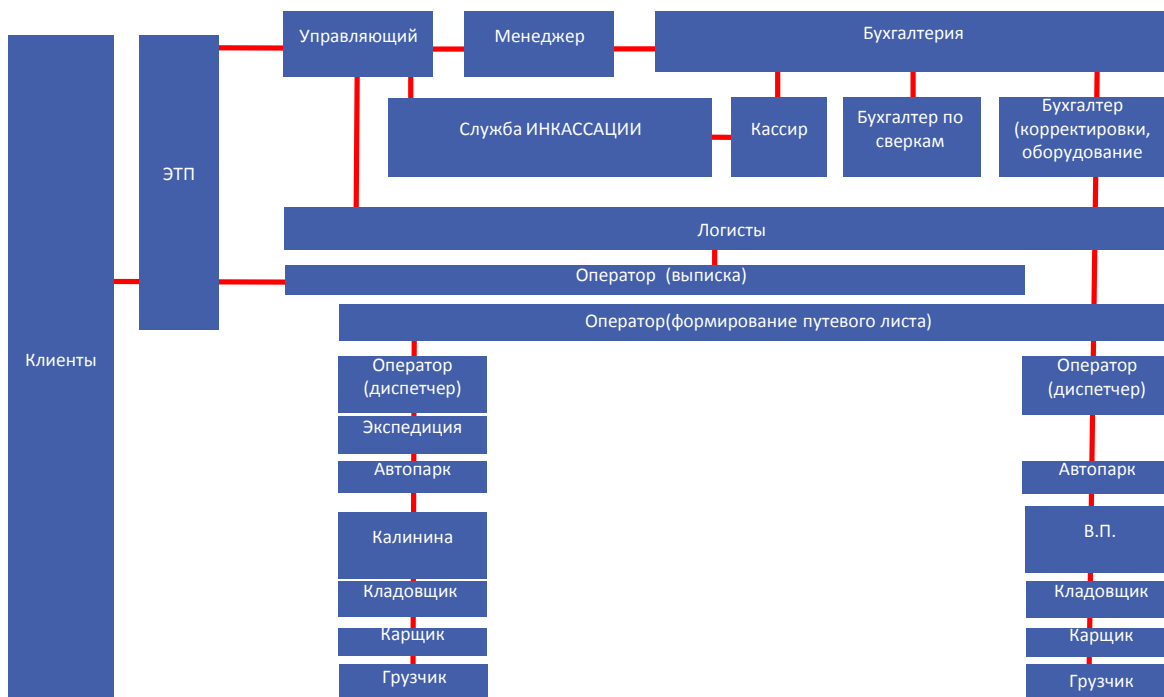 Управляющий
Менеджер
Бухгалтерия
Служба ИНКАССАЦИИ
Кассир
Бухгалтер по
сверкам
Бухгалтер
(корректировки,
оборудование
ЭТП
Логисты
Оператор (выписка)
Оператор(формирование путевого листа)
Клиенты
Оператор
(диспетчер)
Экспедиция
Автопарк
Калинина
Кладовщик
Карщик
Грузчик
Оператор
(диспетчер)
Автопарк
В.П.
Кладовщик
Карщик
Грузчик